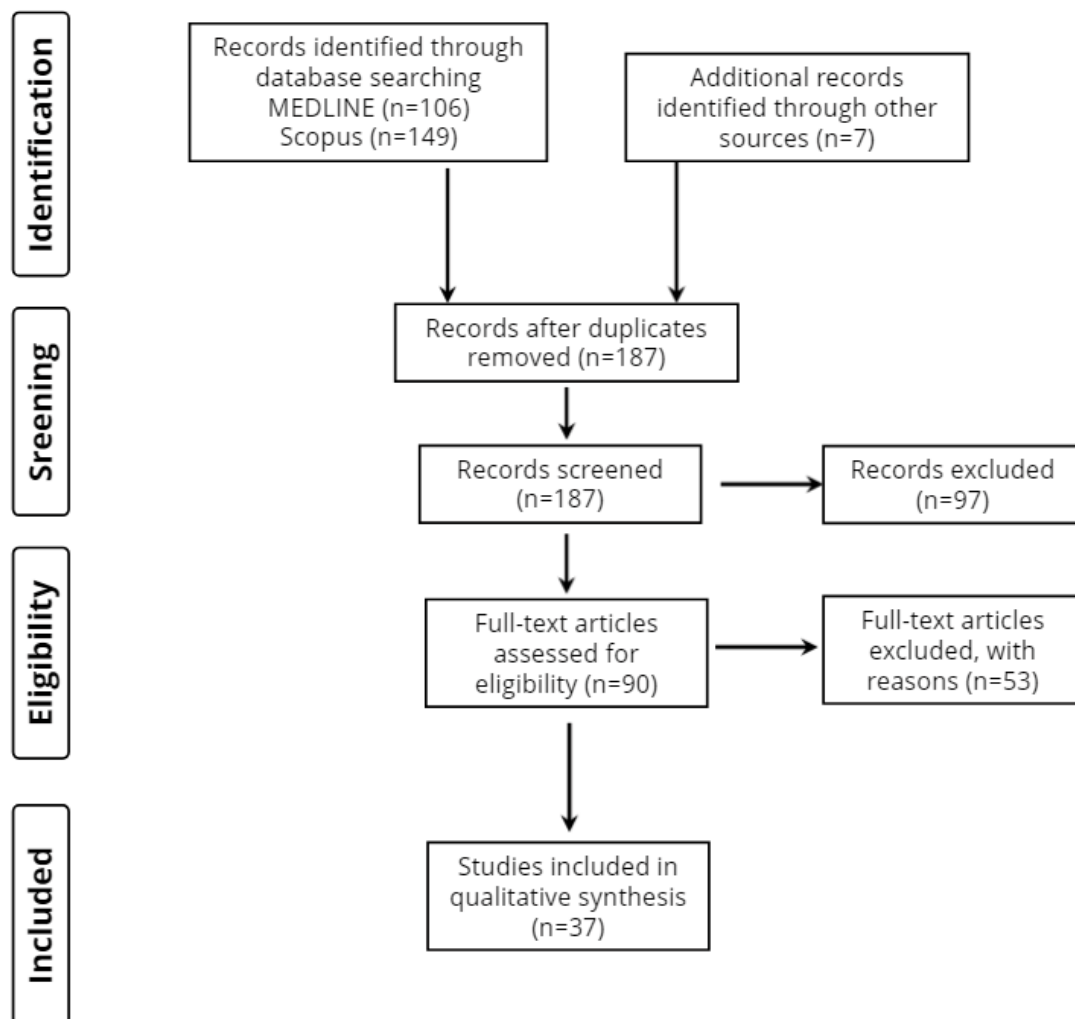 Identification
Records identified through
database searching
MEDLINE (n=106)
Scopus (n=149)
Additional records
identified through other
sources (n=7)
Sreening
Records after duplicates
removed (n=187)
Records screened
(n=187)
Records excluded
(n=97)
Eligibility
Full-text articles
assessed for
eligibility (n=90)
Full-text articles
excluded, with
reasons (n=53)
Included
Studies included in
qualitative synthesis
(n=37)